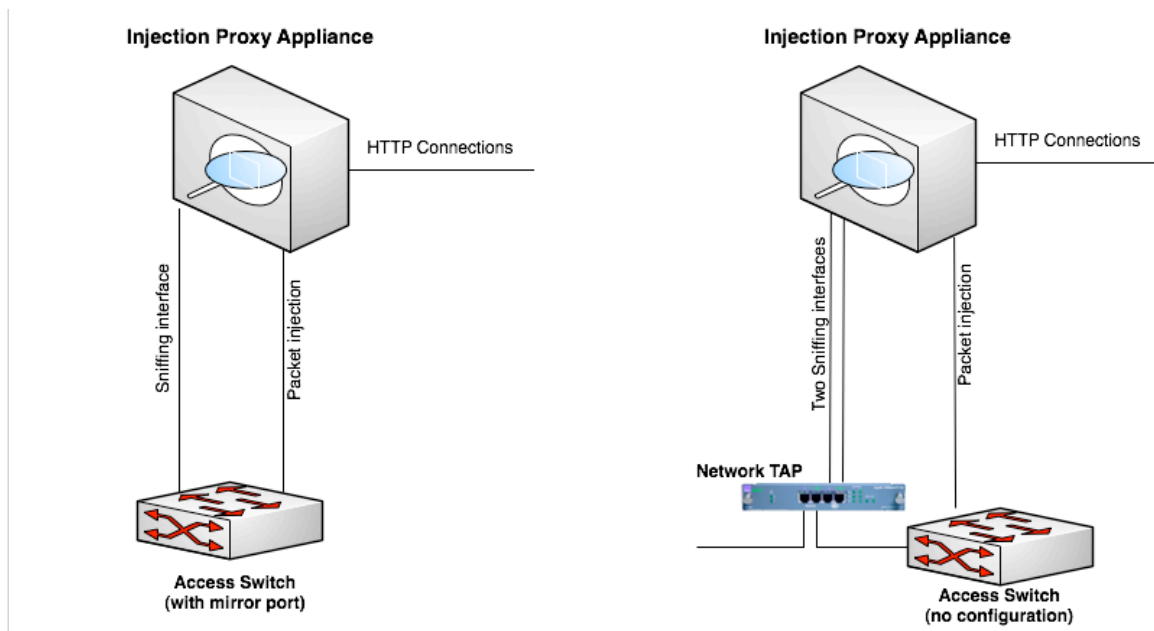 Injection Proxy Appliance
HTTP Connections
Sniffing interface
Packet injection
Access Switch
(with mirror port)
Injection Proxy Appliance
HTTP Connections
Two Sniffing interfaces
Packet injection
Network TAP
Access Switch
(no configuration)